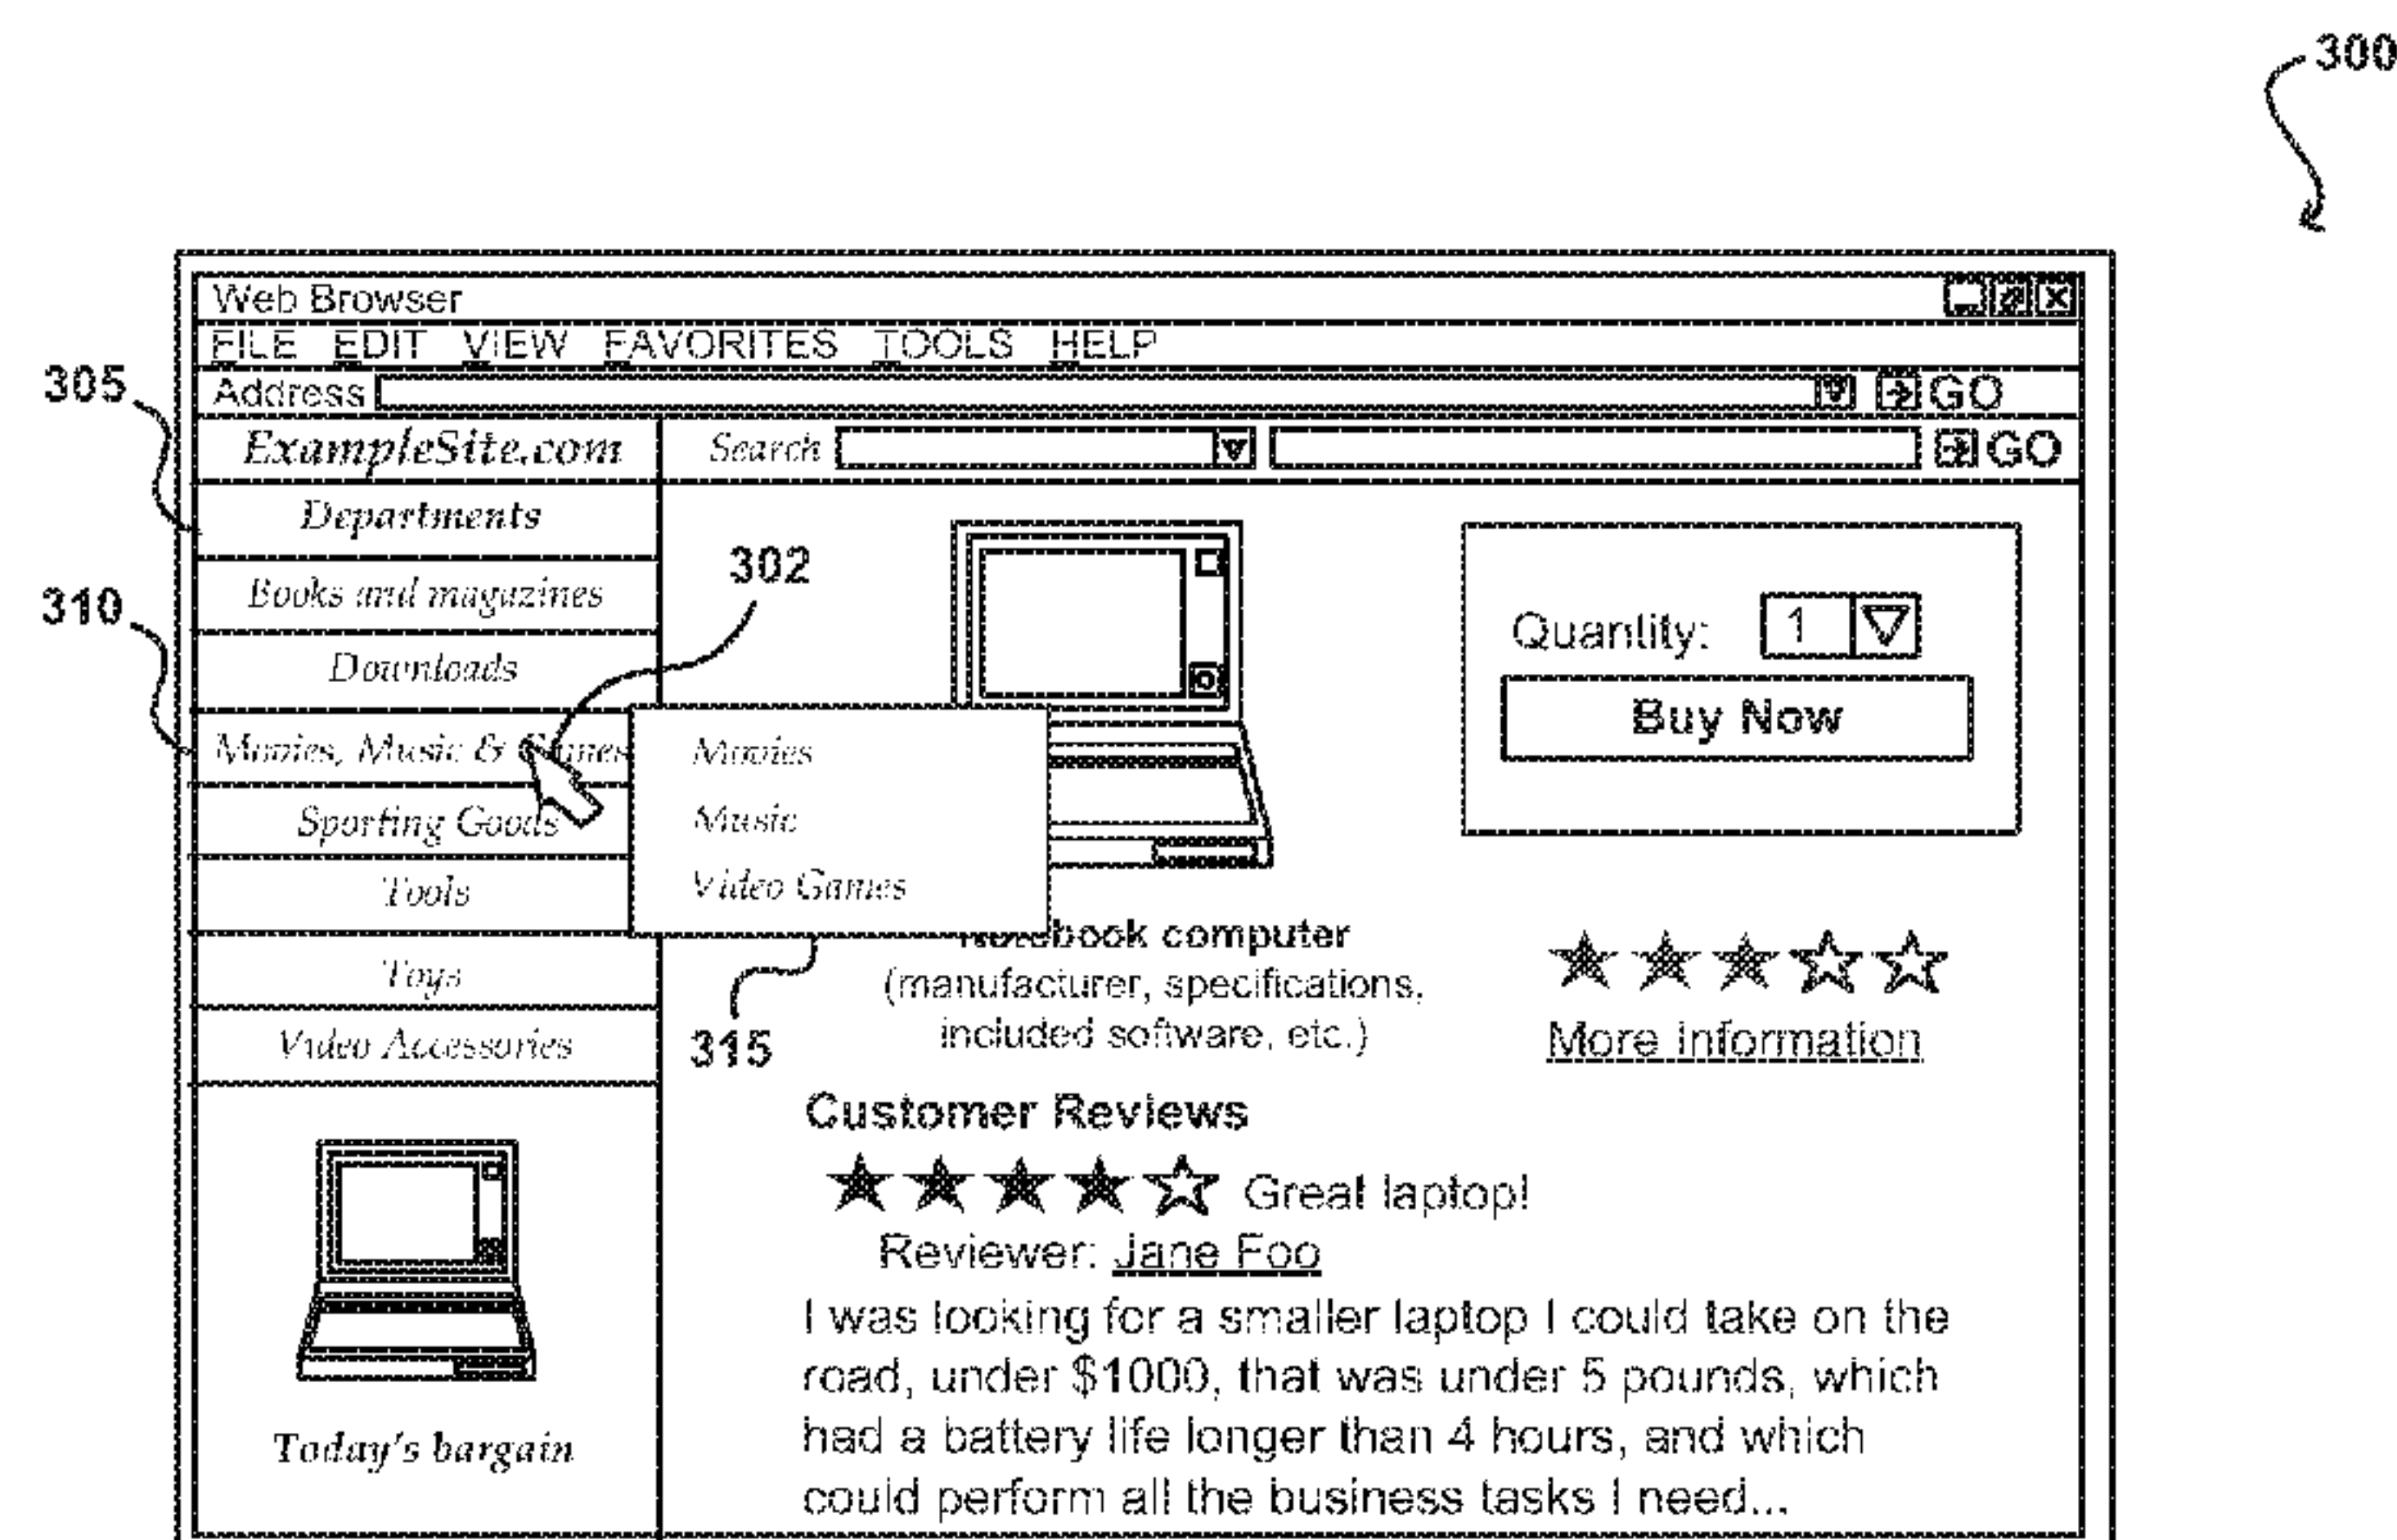 300
Web Browser
FILE EDIT VIEW FAVORITES TOOLS HELP
305
Address GO
ExampleSite.com Search GO
Departments
302
Books and magazines
310
Quantity: 1
Downloads
Buy Now
Movies, Music & Games
Movies
Sporting Goods
Music
Tools
Video Games
Notebook computer
Toys
(manufacturer, specifications,
included software, etc.)
Video Accessories
315
More information
Customer Reviews
Great laptop!
Reviewer: Jane Foo
I was looking for a smaller laptop I could take on the
road, under $1000, that was under 5 pounds, which
had a battery life longer than 4 hours, and which
could perform all the business tasks I need...
Today's bargain